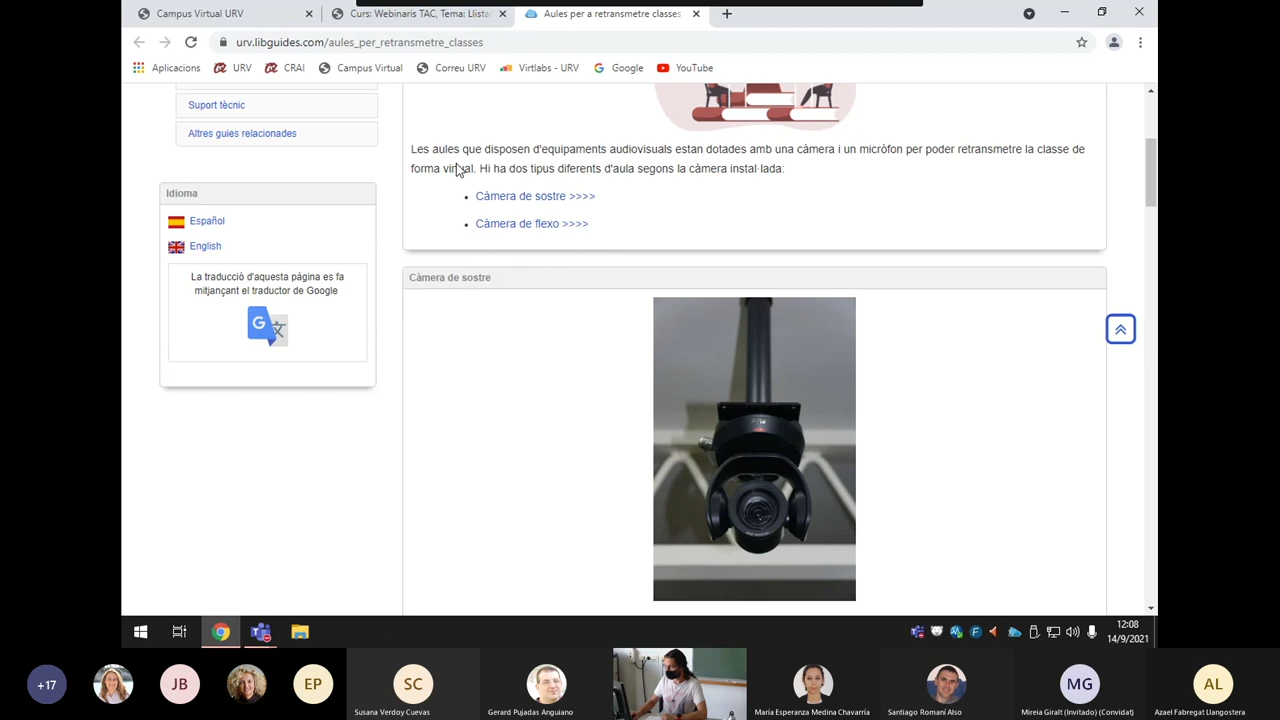 Campus Virtual URV
Curs: Webinaris TAC, Tema: Llista
Aules per a retransmetre classes
urv.libguides.com/aules_per_retransmetre_classes
Aplicacions
URV
CRAI
Campus Virtual
Correu URV
Virtlabs - URV
Google
YouTube
Suport tècnic
Altres guies relacionades
Idioma
Español
English
La traducció d'aquesta pàgina es fa
mitjançant el traductor de Google
Les aules que disposen d'equipaments audiovisuals estan dotades amb una càmera i un micròfon per poder retransmetre la classe de
forma virtual. Hi ha dos tipus diferents d'aula segons la càmera instal·lada:
Càmera de sostre >>>>
Càmera de flexo >>>>
Càmera de sostre
12:08
14/9/2021
+17
JB
EP
SC
Susana Verdoy Cuevas
Gerard Pujadas Anguiano
María Esperanza Medina Chavarría
Santiago Romaní Also
MG
Mireia Giralt (Invitado) (Convidat)
AL
Azael Fabregat Llangostera